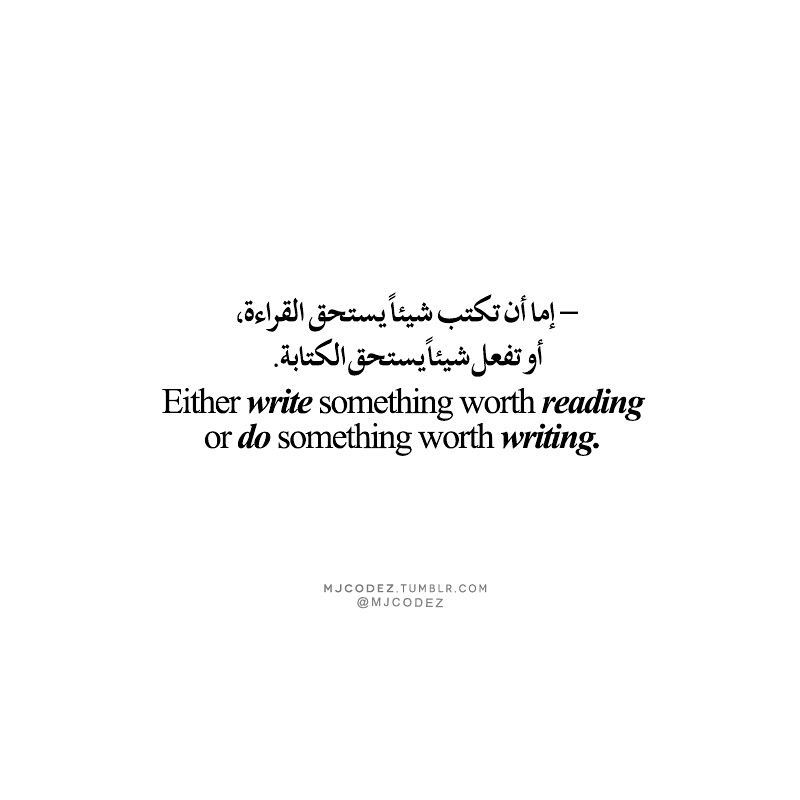 – إما أن تكتب شيئاً يستحق القراءة،
أو تفعل شيئاً يستحق الكتابة.
Either write something worth reading
or do something worth writing.
MJCODEZ.TUMBLR.COM
@MJCODEZ